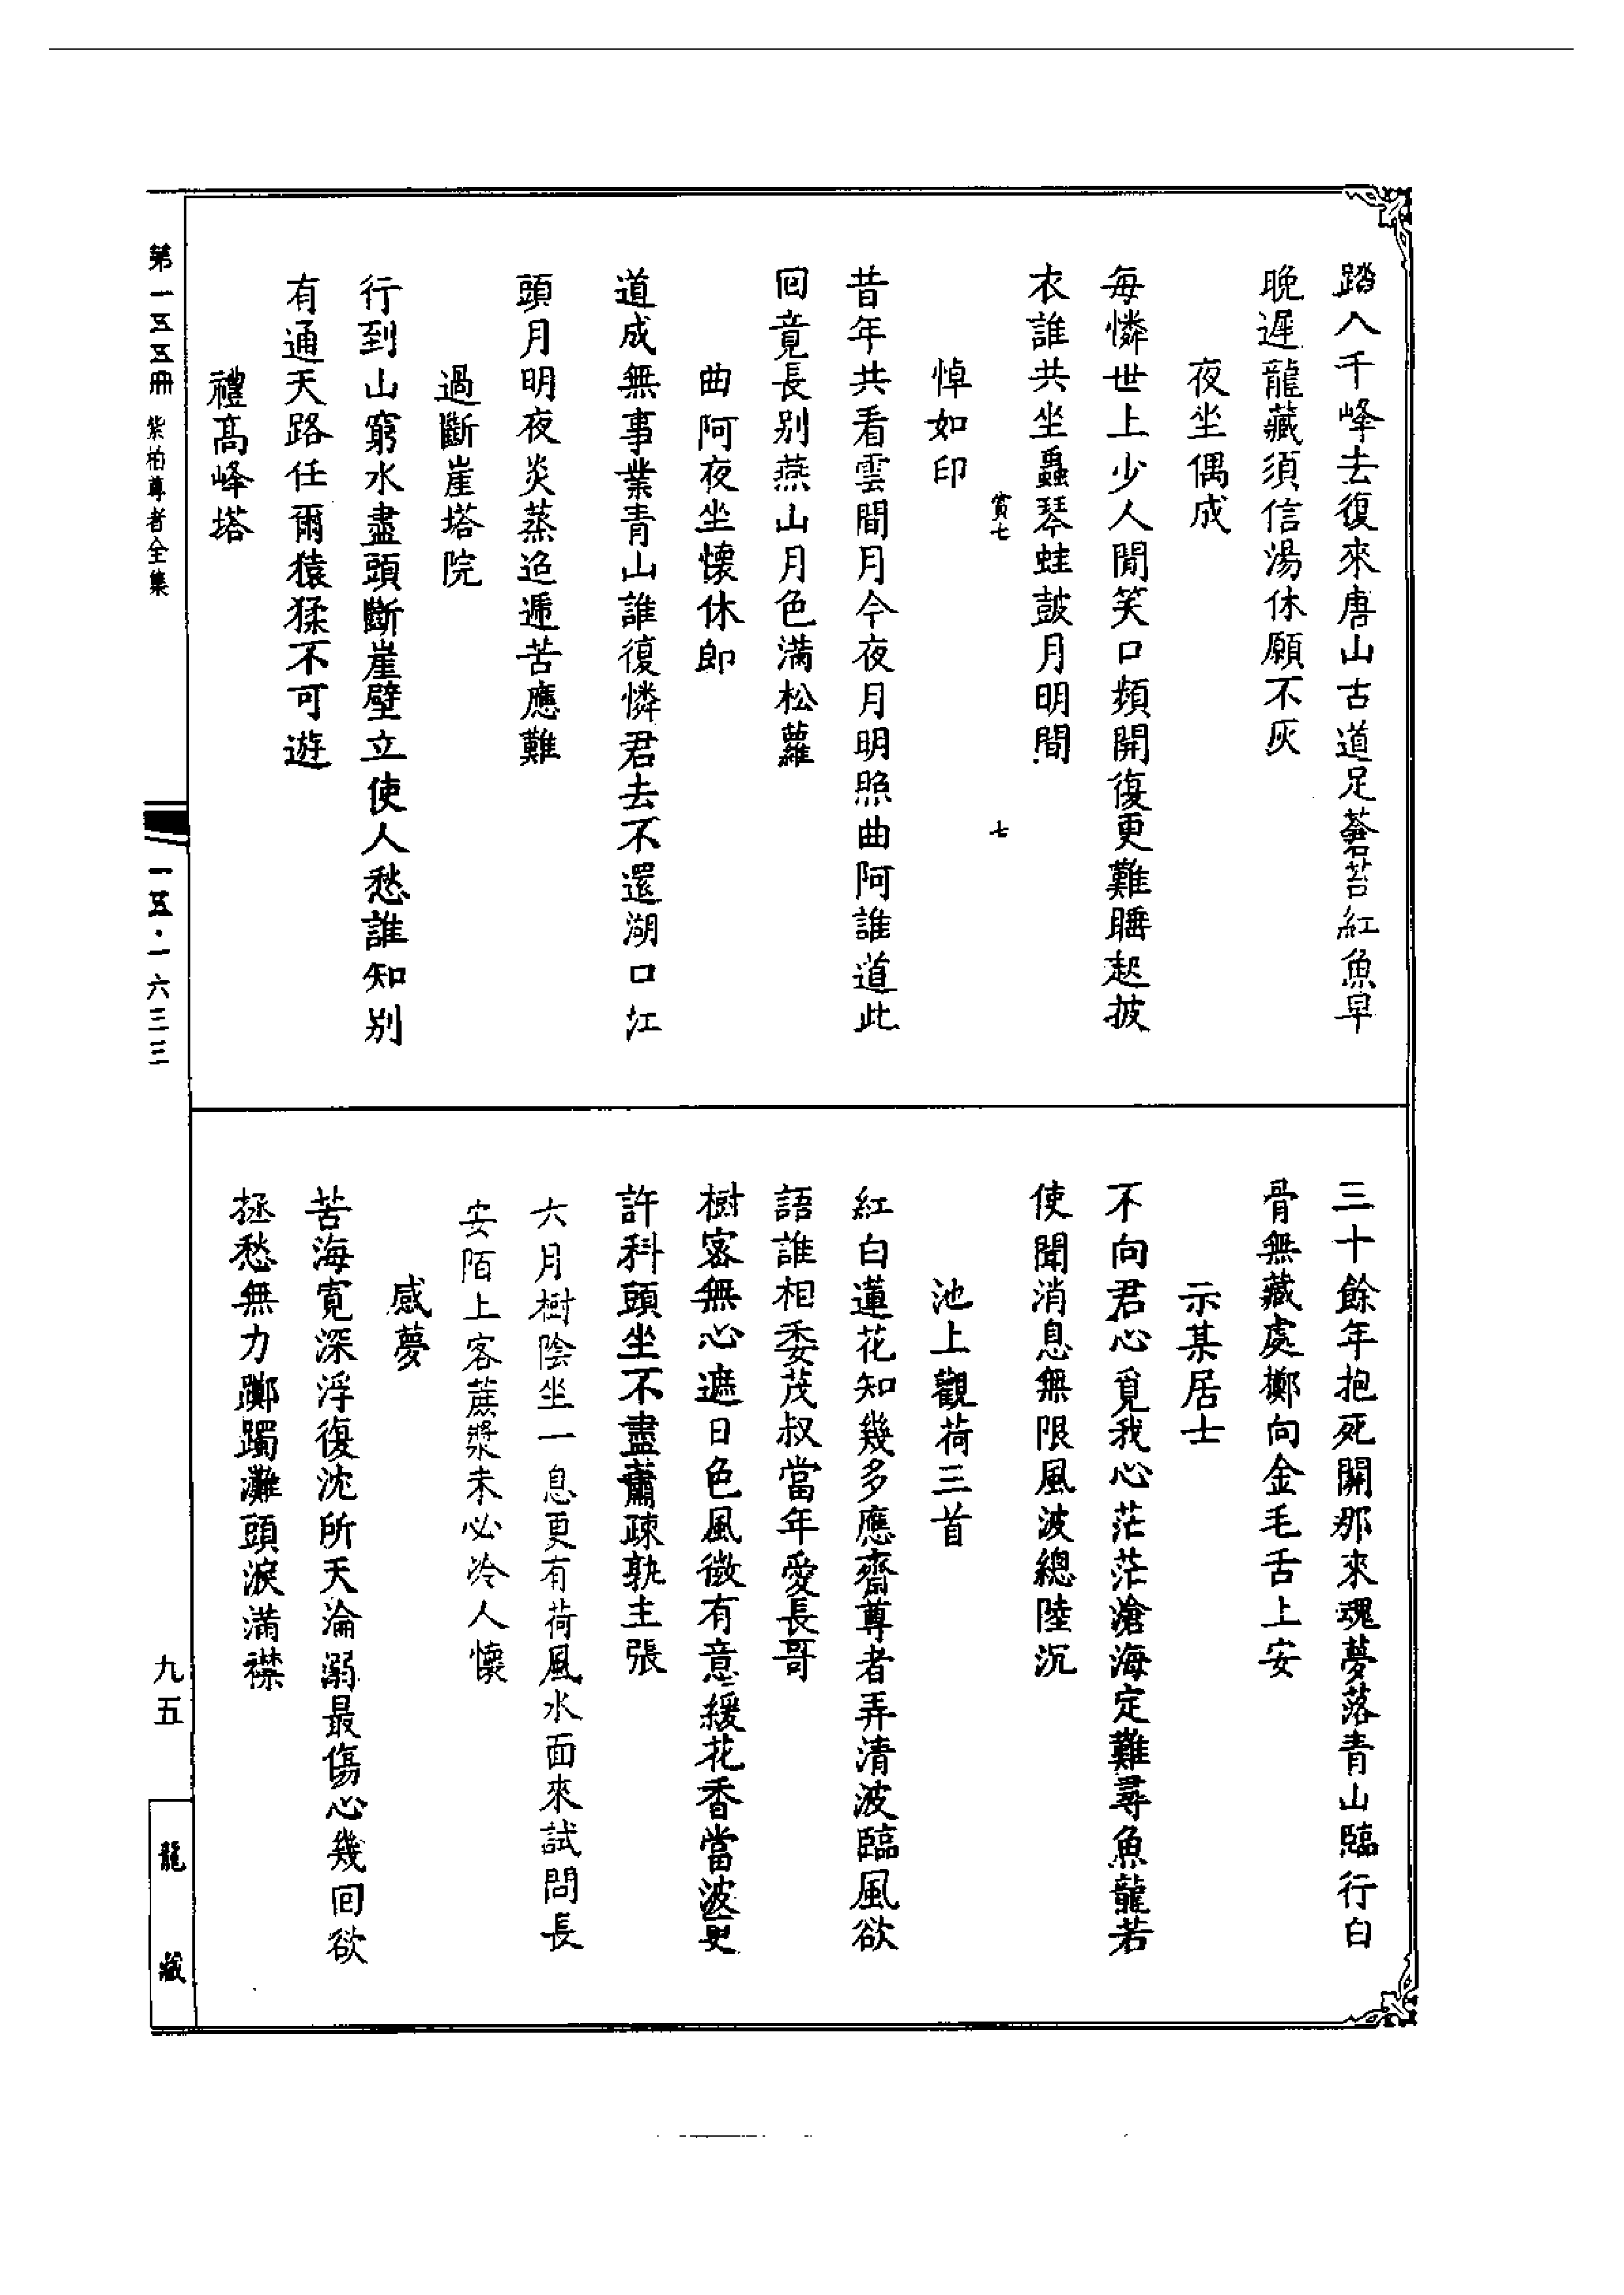 踏入千峰去復來唐山古道足蒼苔紅魚早
晚遲龍藏須信湯休願不灰
夜坐偶成
每憐世上少人閒笑口頻開復更難睡起披
衣誰共坐蟲琴蛙鼓月明間
賞七
七
悼如印
昔年共看雲間月今夜月明照曲阿誰道此
回竟長別燕山月色滿松蘿
曲阿夜坐懷休郎
道成無事業青山誰復憐君去不還湖口江
頭月明夜炎蒸迢遞苦應難
過斷崖塔院
行到山窮水盡頭斷崖壁立使人愁誰知別
有通天路任爾猿猱不可遊
禮高峰塔
三十餘年抱死關那來魂夢落青山臨行白
骨無藏處擲向金毛舌上安
示某居士
不向君心覓我心茫茫滄海定難尋魚龍若
使聞消息無限風波總陸沉
池上觀荷三首
紅白蓮花知幾多應齊尊者弄清波臨風欲
語誰相委茂叔當年愛長哥
樹密無心遮日色風微有意緩花香當波更
許科頭坐不盡蕭疎孰主張
六月樹陰坐一息更有荷風水面來試問長
安陌上客蔗漿未必冷人懷
感夢
苦海寬深浮復沈所天淪溺最傷心幾回欲
拯愁無力躑躅灘頭淚滿襟
第一五五冊 紫柏尊者全集
一五五·一六三三
九五
龍藏